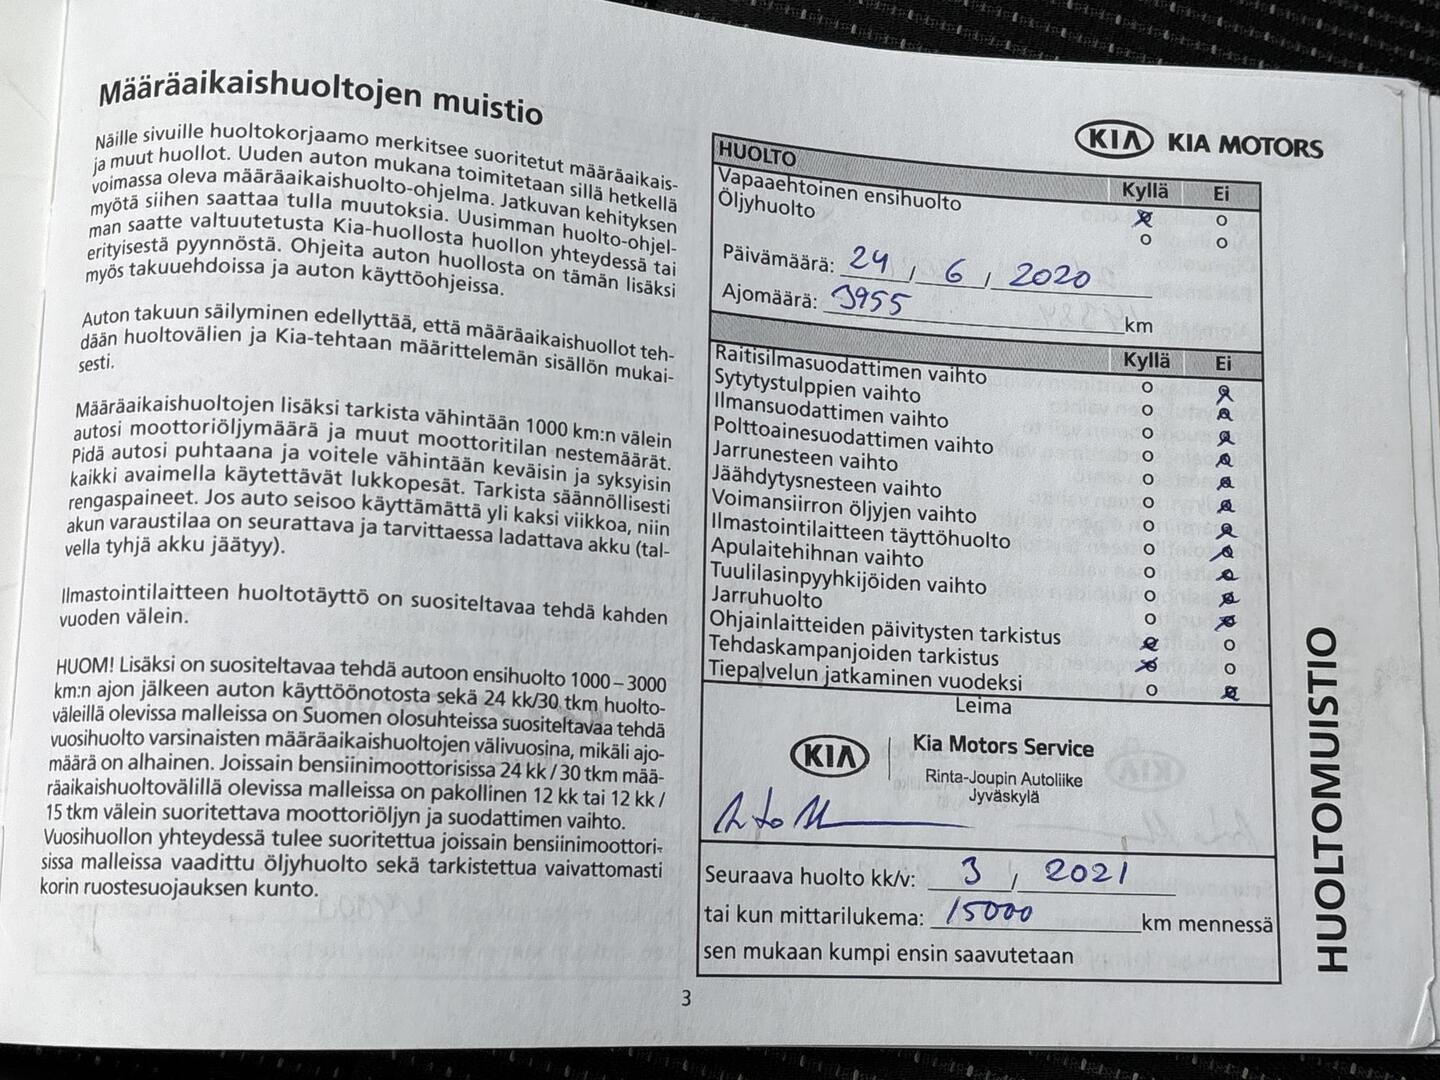 Määräaikaishuoltojen muistio
Näille sivuille huoltokorjaamo merkitsee suoritetut määräaikais-
ja muut huollot. Uuden auton mukana toimitetaan sillä hetkellä
voimassa oleva määräaikaishuolto-ohjelma. Jatkuvan kehityksen
myötä siihen saattaa tulla muutoksia. Uusimman huolto-ohjel-
man saatte valtuutetusta Kia-huollosta huollon yhteydessä tai
erityisestä pyynnöstä. Ohjeita auton huollosta on tämän lisäksi
myös takuuehdoissa ja auton käyttöohjeissa.
Auton takuun säilyminen edellyttää, että määräaikaishuollot teh-
dään huoltovälien ja Kia-tehtaan määrittelemän sisällön mukai-
sesti.
Määräaikaishuoltojen lisäksi tarkista vähintään 1000 km:n välein
autosi moottoriöljymäärä ja muut moottoritilan nestemäärät.
Pidä autosi puhtaana ja voitele vähintään keväisin ja syksyisin
kaikki avaimella käytettävät lukkopesät. Tarkista säännöllisesti
rengaspaineet. Jos auto seisoo käyttämättä yli kaksi viikkoa, niin
akun varaustilaa on seurattava ja tarvittaessa ladattava akku (tal-
vella tyhjä akku jäätyy).
Ilmastointilaitteen huoltotäyttö on suositeltavaa tehdä kahden
vuoden välein.
HUOM! Lisäksi on suositeltavaa tehdä autoon ensihuolto 1000 – 3000
km:n ajon jälkeen auton käyttöönotosta sekä 24 kk/30 tkm huolto-
väleillä olevissa malleissa on Suomen olosuhteissa suositeltavaa tehdä
vuosihuolto varsinaisten määräaikaishuoltojen välivuosina, mikäli ajo-
määrä on alhainen. Joissain bensiinimoottorisissa 24 kk / 30 tkm mää-
räaikaishuoltovälillä olevissa malleissa on pakollinen 12 kk tai 12 kk /
15 tkm välein suoritettava moottoriöljyn ja suodattimen vaihto.
Vuosihuollon yhteydessä tulee suoritettua joissain bensiinimoottori-
sissa malleissa vaadittu öljyhuolto sekä tarkistettua vaivattomasti
korin ruostesuojauksen kunto.
KIA KIA MOTORS
HUOLTO Kyllä Ei
Vapaaehtoinen ensihuolto
Öljyhuolto
Päivämäärä: 24 / 6 / 2020
Ajomäärä: 3955 km
Kyllä Ei
Raitisilmasuodattimen vaihto
Sytytystulppien vaihto
Ilmansuodattimen vaihto
Polttoainesuodattimen vaihto
Jarrunesteen vaihto
Jäähdytysnesteen vaihto
Voimansiirron öljyjen vaihto
Ilmastointilaitteen täyttöhuolto
Apulaitehihnan vaihto
Tuulilasinpyyhkijöiden vaihto
Jarruhuolto
Ohjainlaitteiden päivitysten tarkistus
Tehdaskampanjoiden tarkistus
Tiepalvelun jatkaminen vuodeksi
Leima
KIA Kia Motors Service
Rinta-Joupin Autoliike
Jyväskylä
Seuraava huolto kk/v: 3 / 2021
tai kun mittarilukema: 15000 km mennessä
sen mukaan kumpi ensin saavutetaan
HUOLTOMUISTIO
3